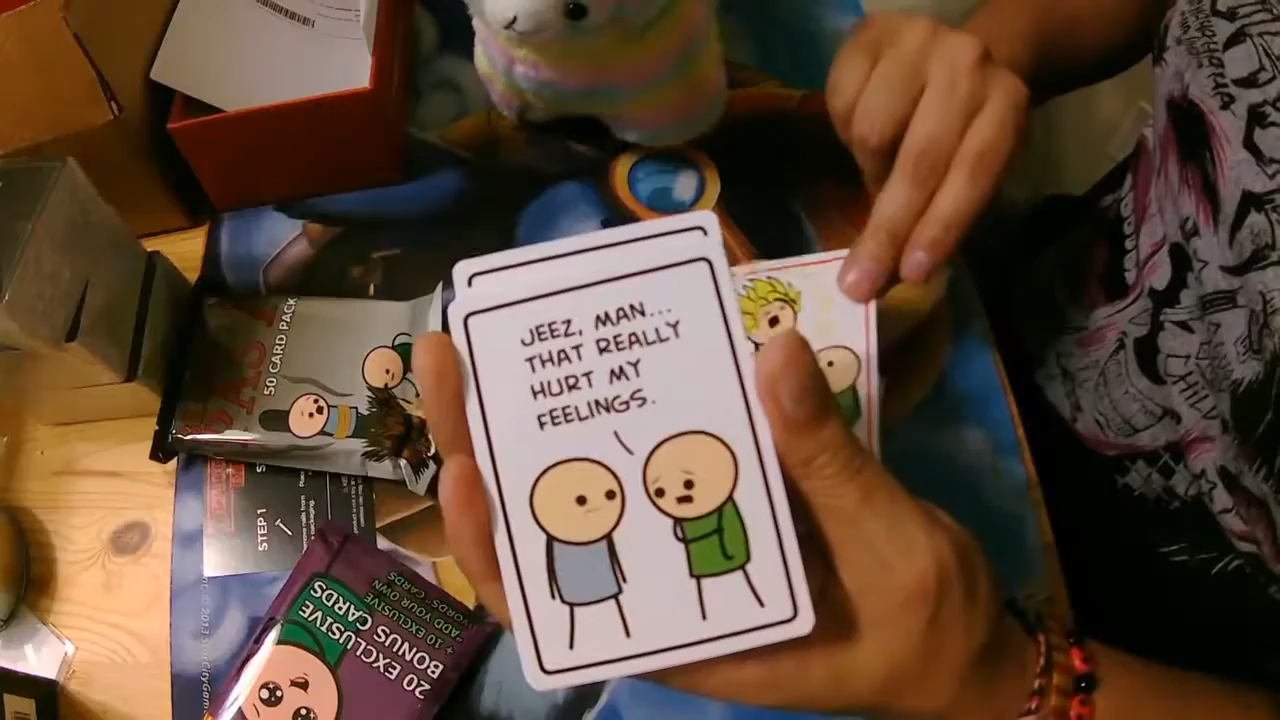 JEEZ, MAN...
THAT REALLY
HURT MY
FEELINGS.
50 CARD PACK
STEP 1
20 EXCLUSIVE
BONUS CARDS
+ 10 EXCLUSIVE
"ADD YOUR OWN
WORDS" CARDS
CHILD